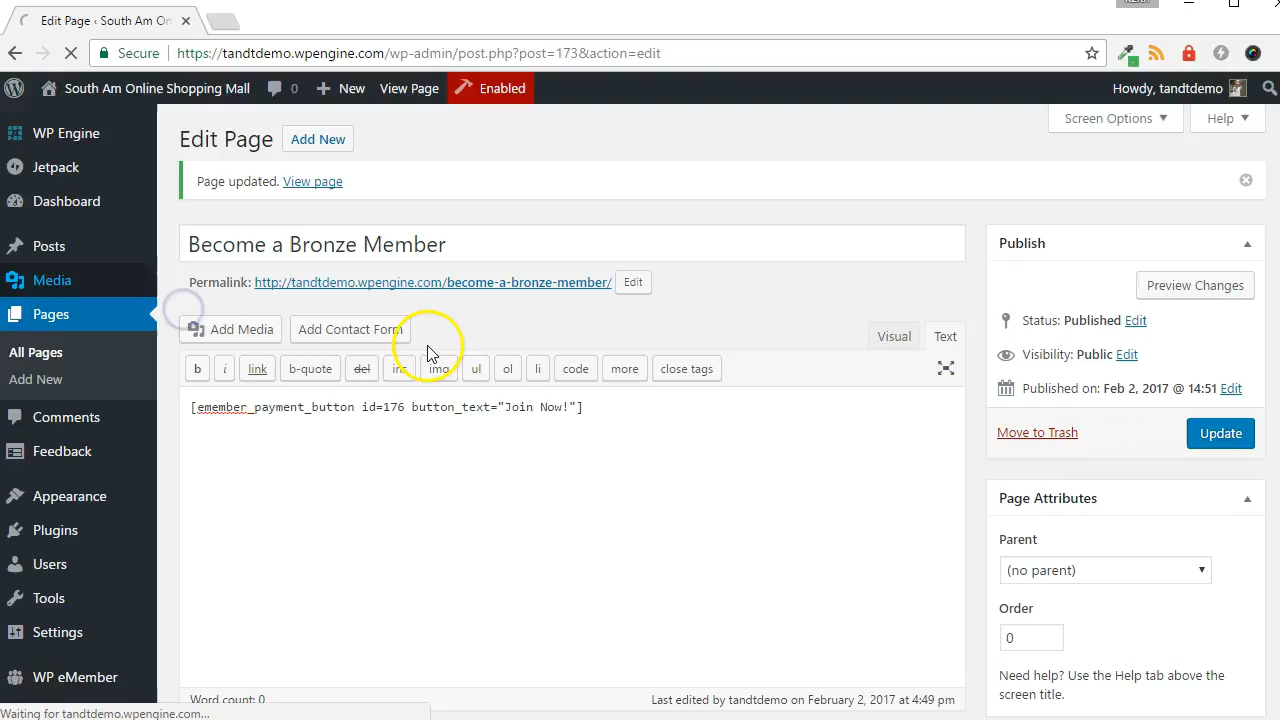 Keith
Edit Page ‹ South Am On
Secure https://tandtdemo.wpengine.com/wp-admin/post.php?post=173&action=edit
South Am Online Shopping Mall 0 New View Page Enabled Howdy, tandtdemo
WP Engine
Jetpack
Dashboard
Posts
Media
Pages
All Pages
Add New
Comments
Feedback
Appearance
Plugins
Users
Tools
Settings
WP eMember
Screen Options Help
Edit Page Add New
Page updated. View page
Become a Bronze Member
Permalink: http://tandtdemo.wpengine.com/become-a-bronze-member/ Edit
Add Media Add Contact Form Visual Text
b i link b-quote del ins img ul ol li code more close tags
[emember_payment_button id=176 button_text="Join Now!"]
Word count: 0 Last edited by tandtdemo on February 2, 2017 at 4:49 pm
Publish
Preview Changes
Status: Published Edit
Visibility: Public Edit
Published on: Feb 2, 2017 @ 14:51 Edit
Move to Trash Update
Page Attributes
Parent
(no parent)
Order
0
Need help? Use the Help tab above the
screen title.
Waiting for tandtdemo.wpengine.com...